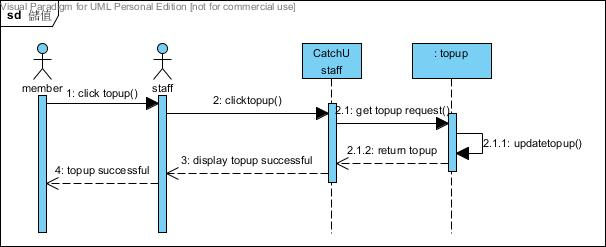 Visual Paradigm for UML Personal Edition [not for commercial use]
sd 儲值
member
staff
CatchU
staff
: topup
1: click topup()
2: clicktopup()
2.1: get topup request()
2.1.1: updatetopup()
2.1.2: return topup
3: display topup successful
4: topup successful